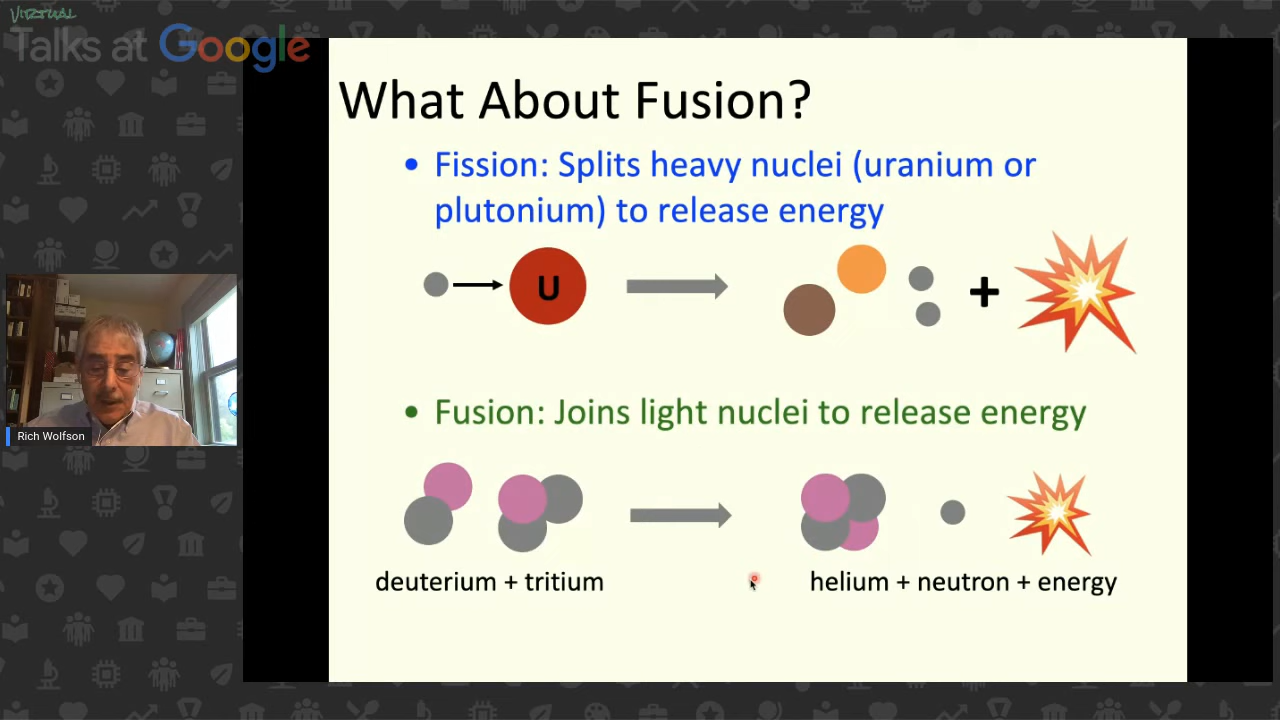 VIRTUAL
Talks at Google
What About Fusion?
• Fission: Splits heavy nuclei (uranium or
plutonium) to release energy
U
+
• Fusion: Joins light nuclei to release energy
deuterium + tritium
helium + neutron + energy
Rich Wolfson